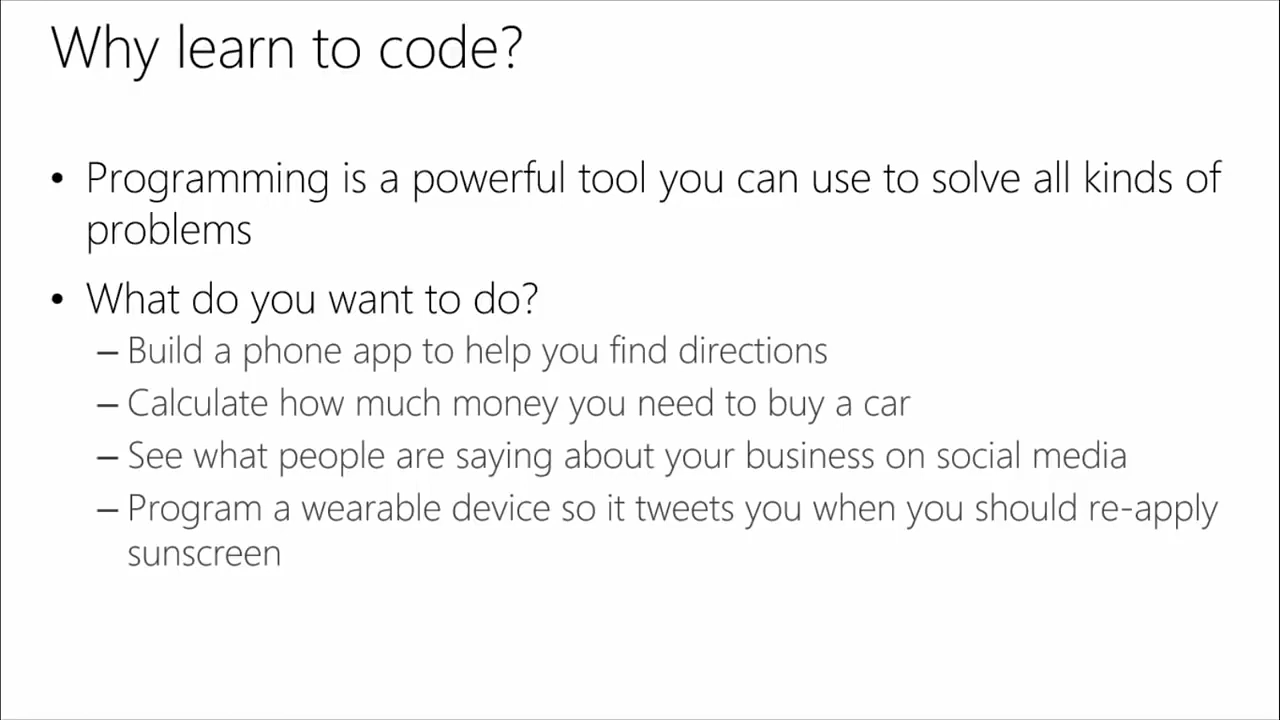 Why learn to code?
• Programming is a powerful tool you can use to solve all kinds of
problems
• What do you want to do?
– Build a phone app to help you find directions
– Calculate how much money you need to buy a car
– See what people are saying about your business on social media
– Program a wearable device so it tweets you when you should re-apply
sunscreen